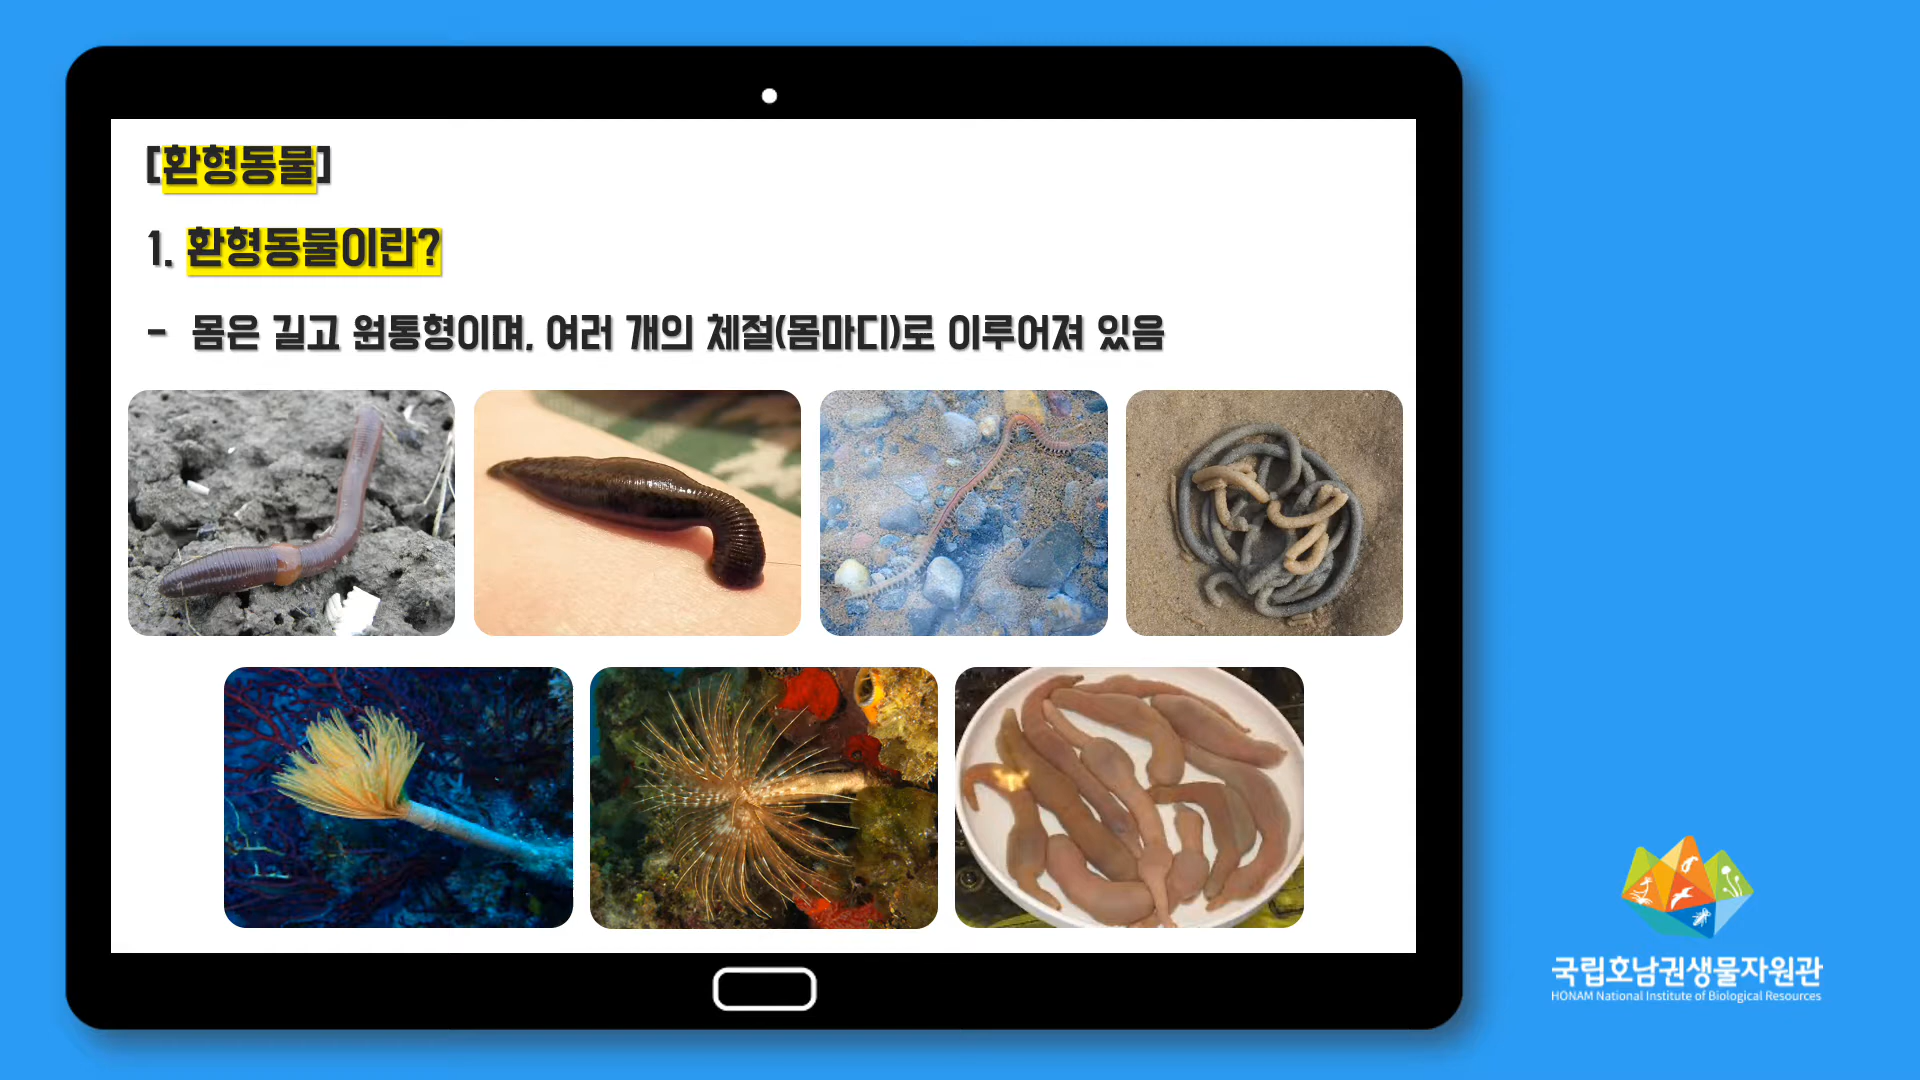 [환형동물]
1. 환형동물이란?
- 몸은 길고 원통형이며, 여러 개의 체절(몸마디)로 이루어져 있음
국립호남권생물자원관
HONAM National Institute of Biological Resources